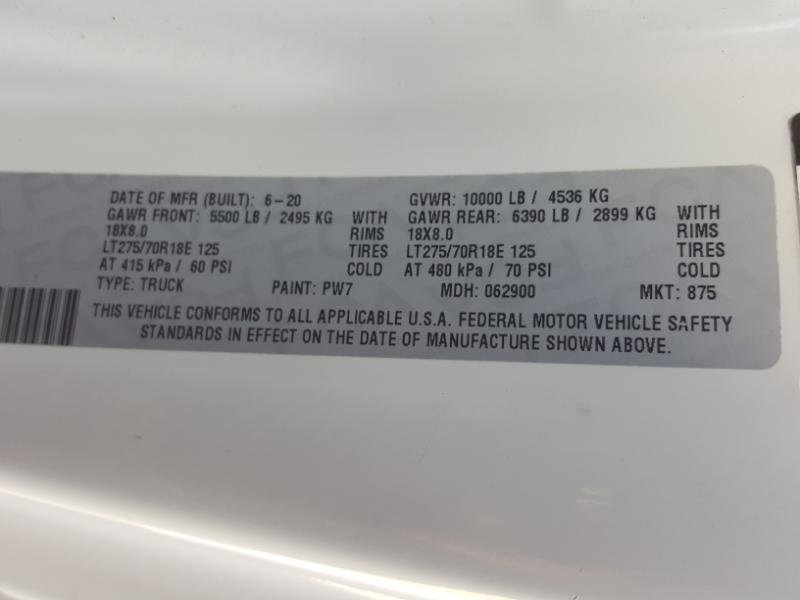 DATE OF MFR (BUILT): 6-20 GVWR: 10000 LB / 4536 KG
GAWR FRONT: 5500 LB / 2495 KG WITH GAWR REAR: 6390 LB / 2899 KG WITH
18X8.0 RIMS 18X8.0 RIMS
LT275/70R18E 125 TIRES LT275/70R18E 125 TIRES
AT 415 kPa / 60 PSI COLD AT 480 kPa / 70 PSI COLD
TYPE: TRUCK PAINT: PW7 MDH: 062900 MKT: 875
THIS VEHICLE CONFORMS TO ALL APPLICABLE U.S.A. FEDERAL MOTOR VEHICLE SAFETY
STANDARDS IN EFFECT ON THE DATE OF MANUFACTURE SHOWN ABOVE.